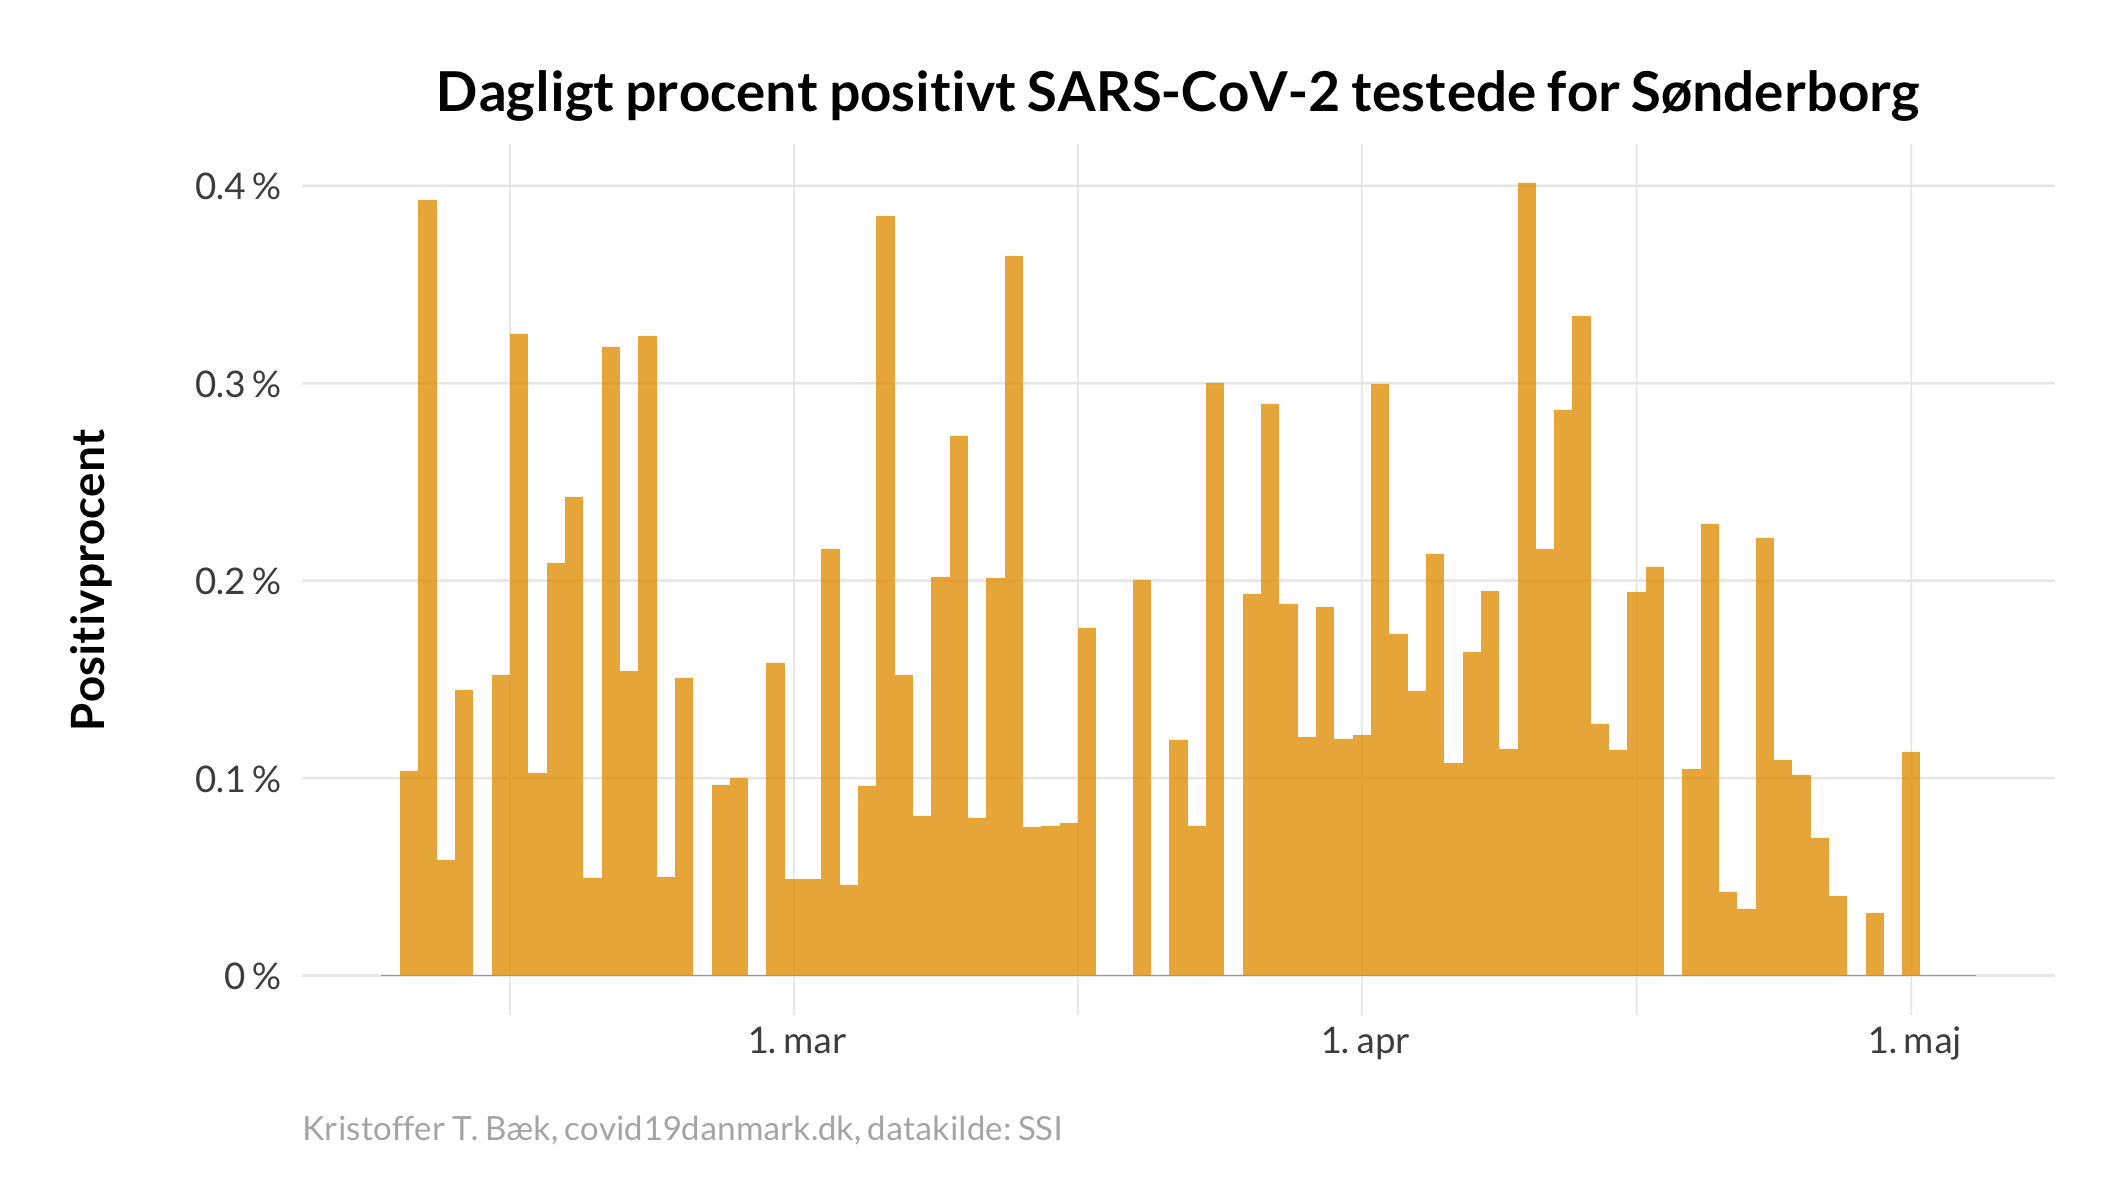 Dagligt procent positivt SARS-CoV-2 testede for Sønderborg
Positivprocent
0.4 %
0.3 %
0.2 %
0.1 %
0 %
1. mar
1. apr
1. maj
Kristoffer T. Bæk, covid19danmark.dk, datakilde: SSI